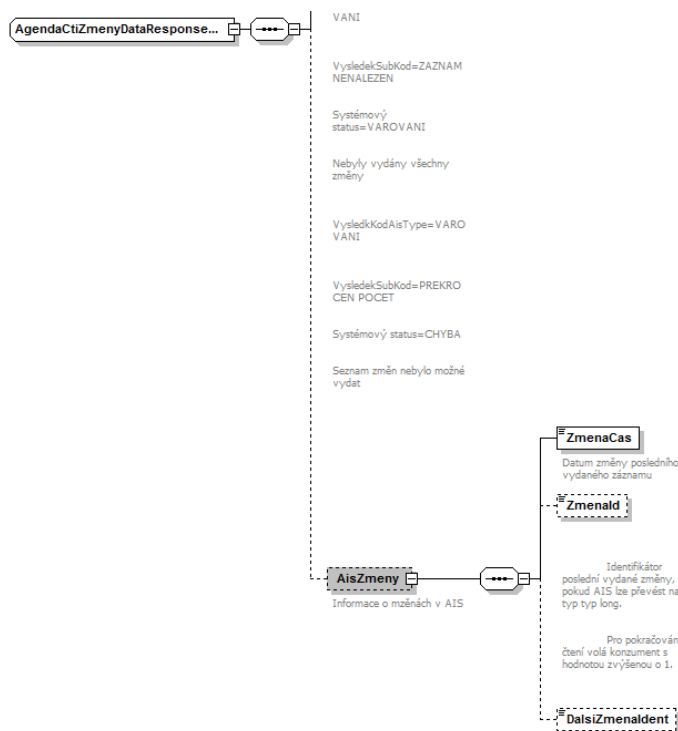 AgendaCtiZmenyDataResponse...
VANI
VysledekSubKod=ZAZNAM
NENALEZEN
Systémový
status=VAROVANI
Nebyly vydány všechny
změny
VysledkKodAisType=VARO
VANI
VysledekSubKod=PREKRO
CEN POCET
Systémový status=CHYBA
Seznam změn nebylo možné
vydat
ZmenaCas
Datum změny posledního
vydaného záznamu
ZmenaId
Identifikátor
poslední vydané změny,
pokud AIS lze převést na
typ typ long.
Pro pokračován
čtení volá konzument s
hodnotou zvýšenou o 1.
AisZmeny
Informace o mzěnách v AIS
DalsiZmenaIdent